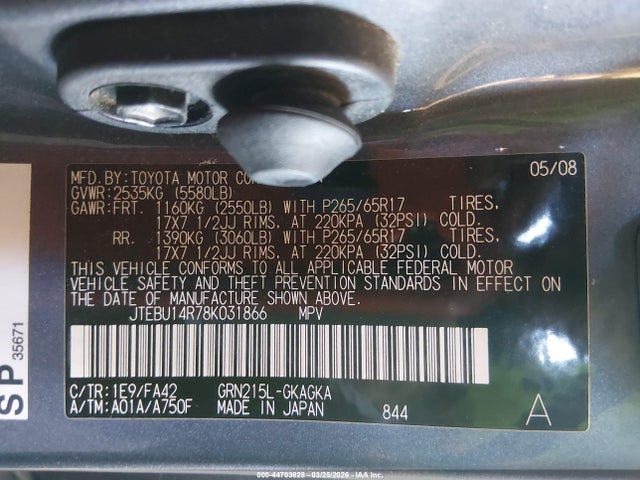 MFD.BY:TOYOTA MOTOR 05/08
GVWR:2535KG (5580LB)
GAWR:FRT. 1160KG (2550LB) WITH P265/65R17 TIRES,
17X7 1/2JJ RIMS, AT 220KPA (32PSI) COLD.
RR. 1390KG (3060LB) WITH P265/65R17 TIRES,
17X7 1/2JJ RIMS, AT 220KPA (32PSI) COLD.
THIS VEHICLE CONFORMS TO ALL APPLICABLE FEDERAL MOTOR
VEHICLE SAFETY AND THEFT PREVENTION STANDARDS IN EFFECT ON
THE DATE OF MANUFACTURE SHOWN ABOVE.
JTEBU14R78K031866 MPV
C/TR:1E9/FA42 GRN215L-GKAGKA
A/TM:A01A/A750F MADE IN JAPAN 844 A
SP 35671
000-44703828 - 03/25/2026 - IAA Inc.